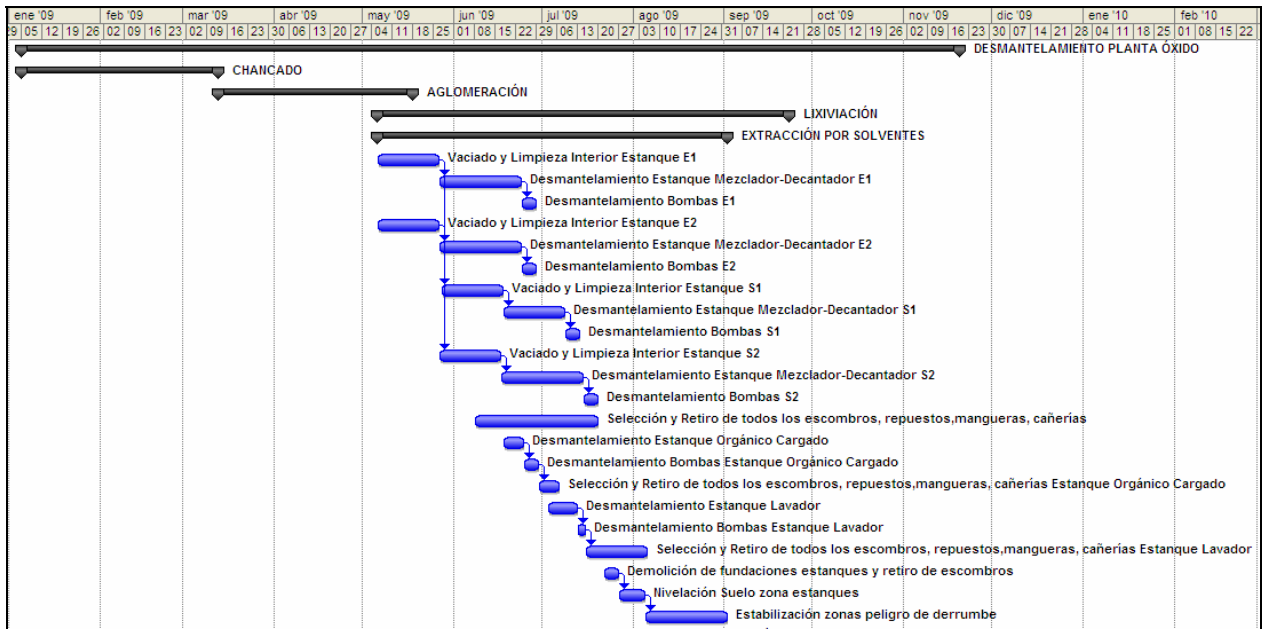 ene '09 feb '09 mar '09 abr '09 may '09 jun '09 jul '09 ago '09 sep '09 oct '09 nov '09 dic '09 ene '10 feb '10
9 05 12 19 26 02 09 16 23 02 09 16 23 30 06 13 20 27 04 11 18 25 01 08 15 22 29 06 13 20 27 03 10 17 24 31 07 14 21 28 05 12 19 26 02 09 16 23 30 07 14 21 28 04 11 18 25 01 08 15 22
DESMANTELAMIENTO PLANTA ÓXIDO
CHANCADO
AGLOMERACIÓN
LIXIVIACIÓN
EXTRACCIÓN POR SOLVENTES
Vaciado y Limpieza Interior Estanque E1
Desmantelamiento Estanque Mezclador-Decantador E1
Desmantelamiento Bombas E1
Vaciado y Limpieza Interior Estanque E2
Desmantelamiento Estanque Mezclador-Decantador E2
Desmantelamiento Bombas E2
Vaciado y Limpieza Interior Estanque S1
Desmantelamiento Estanque Mezclador-Decantador S1
Desmantelamiento Bombas S1
Vaciado y Limpieza Interior Estanque S2
Desmantelamiento Estanque Mezclador-Decantador S2
Desmantelamiento Bombas S2
Selección y Retiro de todos los escombros, repuestos,mangueras, cañerías
Desmantelamiento Estanque Orgánico Cargado
Desmantelamiento Bombas Estanque Orgánico Cargado
Selección y Retiro de todos los escombros, repuestos,mangueras, cañerías Estanque Orgánico Cargado
Desmantelamiento Estanque Lavador
Desmantelamiento Bombas Estanque Lavador
Selección y Retiro de todos los escombros, repuestos,mangueras, cañerías Estanque Lavador
Demolición de fundaciones estanques y retiro de escombros
Nivelación Suelo zona estanques
Estabilización zonas peligro de derrumbe